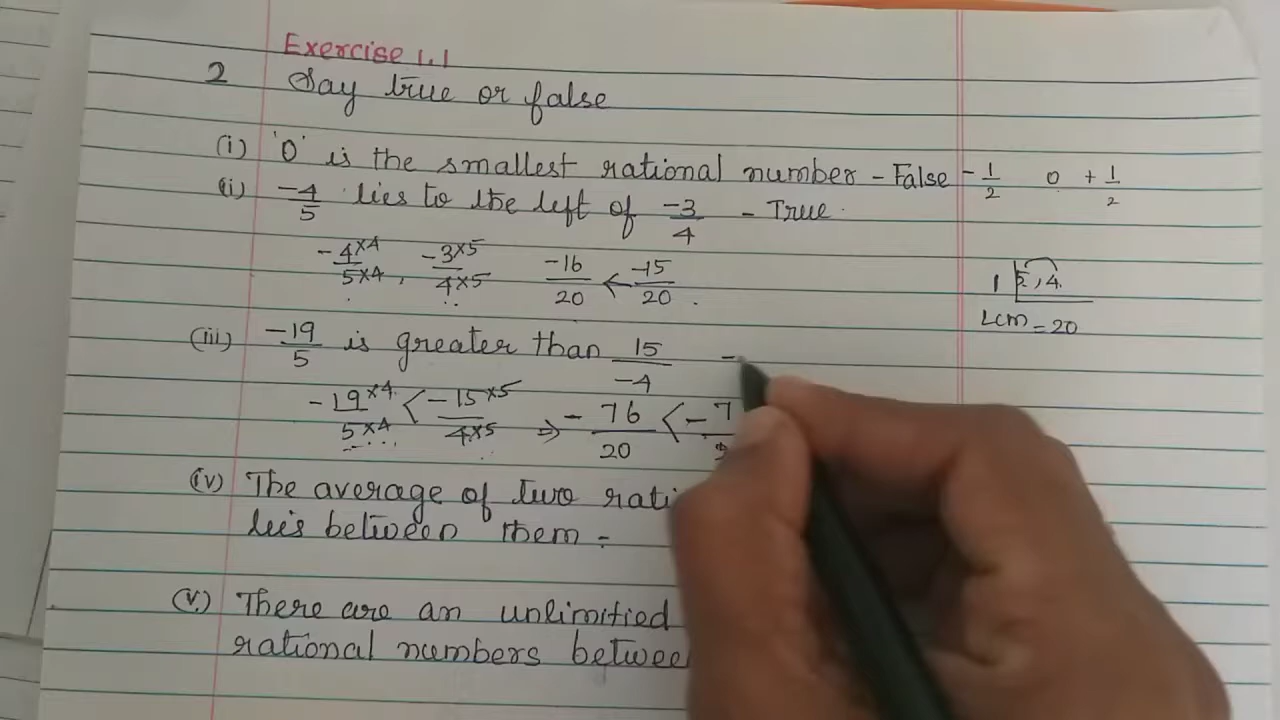 Exercise 1.1
2 Say true or false
(i) '0' is the smallest rational number - False -1/2 0 +1/2
(ii) -4/5 lies to the left of -3/4 - True.
-4×4/5×4, -3×5/4×5 -16/20 < -15/20 .
1 | 5, 4
LCM = 20
(iii) -19/5 is greater than 15/-4 -
-19×4/5×4 < -15×5/4×5 ⇒ -76/20 < -7
(iv) The average of two
lies between them -
(v.) There are an unlimited
rational numbers